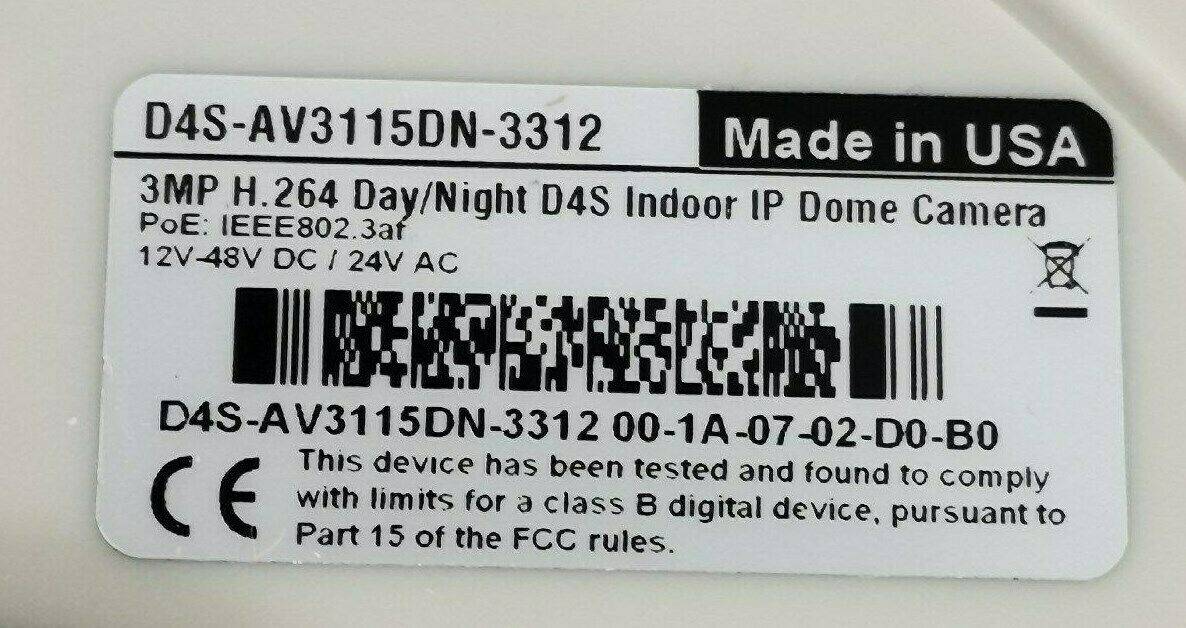 D4S-AV3115DN-3312
Made in USA
3MP H.264 Day/Night D4S Indoor IP Dome Camera
PoE: IEEE802.3af
12V-48V DC / 24V AC
D4S-AV3115DN-3312 00-1A-07-02-D0-B0
CE
This device has been tested and found to comply
with limits for a class B digital device, pursuant to
Part 15 of the FCC rules.